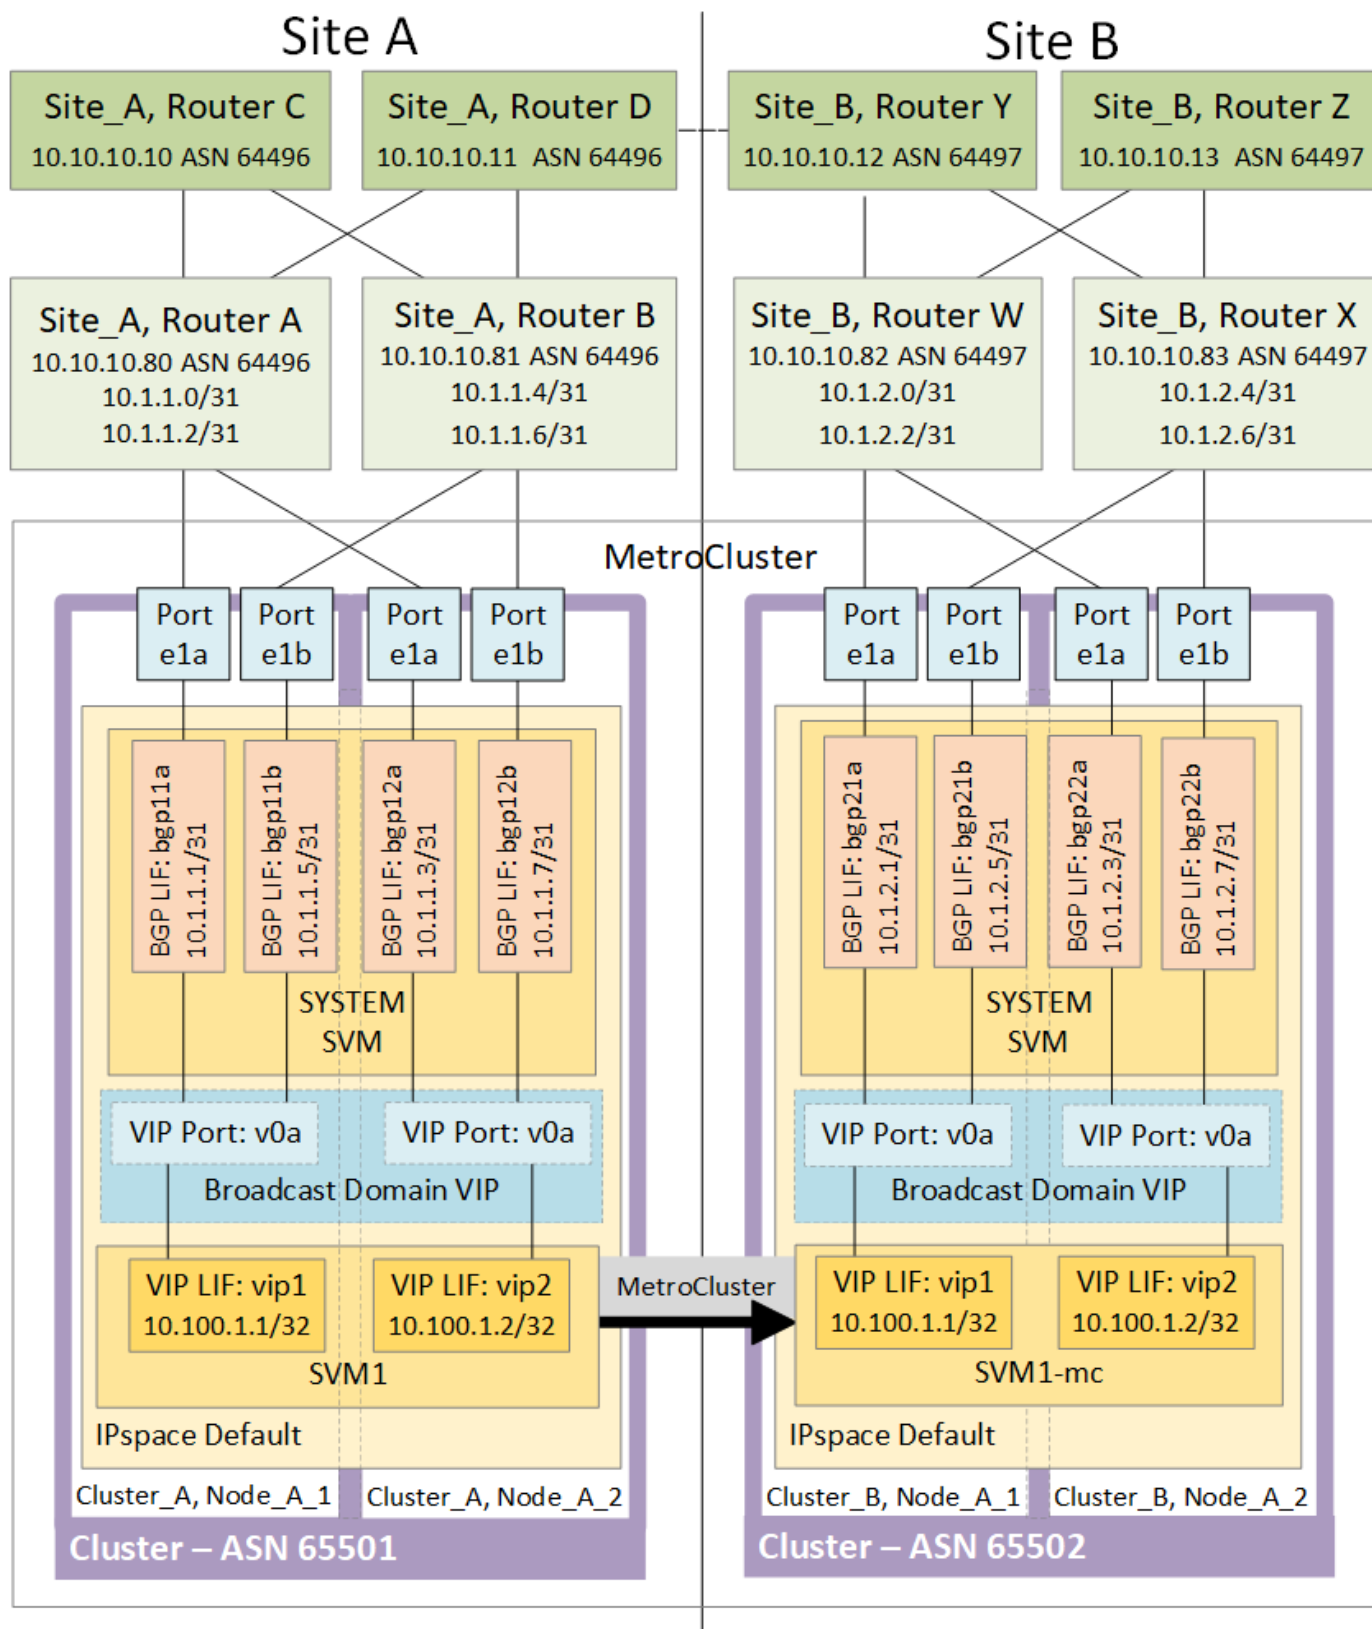 Site A
Site B
Site_A, Router C
10.10.10.10 ASN 64496
Site_A, Router D
10.10.10.11 ASN 64496
Site_B, Router Y
10.10.10.12 ASN 64497
Site_B, Router Z
10.10.10.13 ASN 64497
Site_A, Router A
10.10.10.80 ASN 64496
10.1.1.0/31
10.1.1.2/31
Site_A, Router B
10.10.10.81 ASN 64496
10.1.1.4/31
10.1.1.6/31
Site_B, Router W
10.10.10.82 ASN 64497
10.1.2.0/31
10.1.2.2/31
Site_B, Router X
10.10.10.83 ASN 64497
10.1.2.4/31
10.1.2.6/31
MetroCluster
Port
e1a
Port
e1b
Port
e1a
Port
e1b
Port
e1a
Port
e1b
Port
e1a
Port
e1b
BGP LIF: bgp11a
10.1.1.1/31
BGP LIF: bgp11b
10.1.1.5/31
BGP LIF: bgp12a
10.1.1.3/31
BGP LIF: bgp12b
10.1.1.7/31
BGP LIF: bgp21a
10.1.2.1/31
BGP LIF: bgp21b
10.1.2.5/31
BGP LIF: bgp22a
10.1.2.3/31
BGP LIF: bgp22b
10.1.2.7/31
SYSTEM
SVM
SYSTEM
SVM
VIP Port: v0a
VIP Port: v0a
Broadcast Domain VIP
VIP Port: v0a
VIP Port: v0a
Broadcast Domain VIP
VIP LIF: vip1
10.100.1.1/32
VIP LIF: vip2
10.100.1.2/32
SVM1
MetroCluster
VIP LIF: vip1
10.100.1.1/32
VIP LIF: vip2
10.100.1.2/32
SVM1-mc
IPspace Default
IPspace Default
Cluster_A, Node_A_1
Cluster_A, Node_A_2
Cluster_B, Node_A_1
Cluster_B, Node_A_2
Cluster – ASN 65501
Cluster – ASN 65502